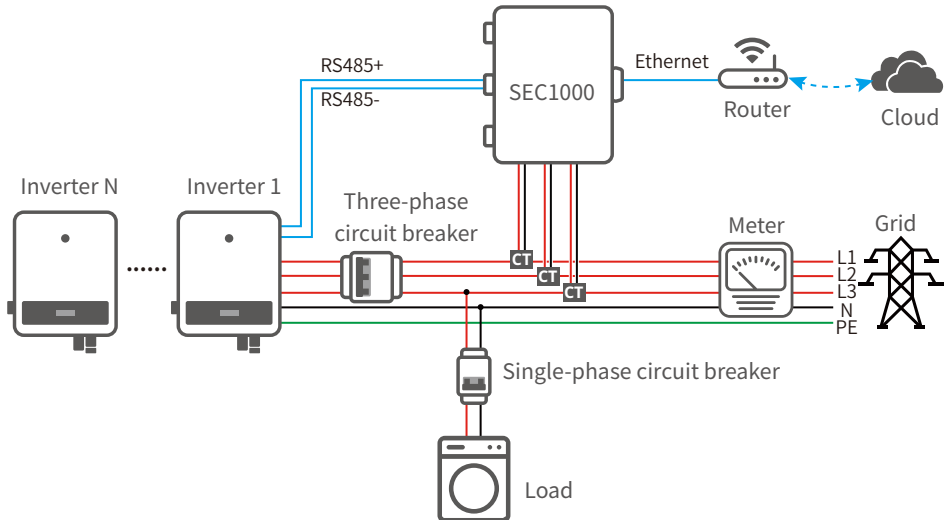 RS485+
RS485-
SEC1000
Ethernet
Router
Cloud
Inverter N
Inverter 1
Three-phase
circuit breaker
Meter
Grid
CT
CT
CT
L1
L2
L3
N
PE
Single-phase circuit breaker
Load